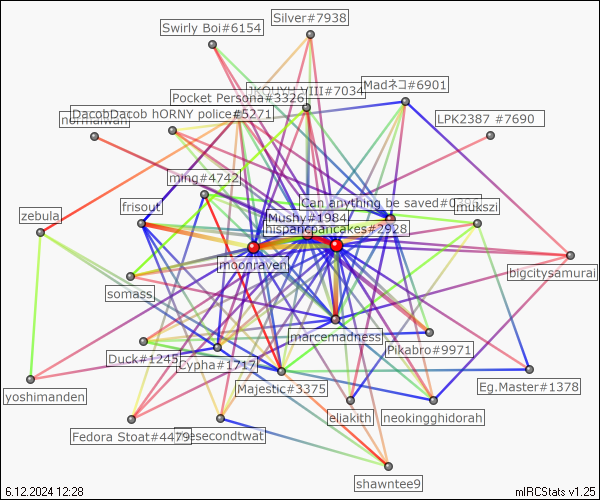 Silver#7938
Swirly Boi#6154
Madネコ#6901
JKOUYH VIII#7034
Pocket Persona#3326
DacobDacob hORNY police#5271
LPK2387 #7690
ming#4742
Can anything be saved#0
frisout
mukszi
zebula
Mushy#1984
hispanicpancakes#2928
moonraven
bigcitysamurai
somass
marcemadness
Pikabro#9971
Duck#1245
Cypha#1717
Majestic#3375
Eg.Master#1378
yoshimanden
eliakith
neokingghidorah
Fedora Stoat#4479
esecondtwat
shawntee9
6.12.2024 12:28
mIRCStats v1.25